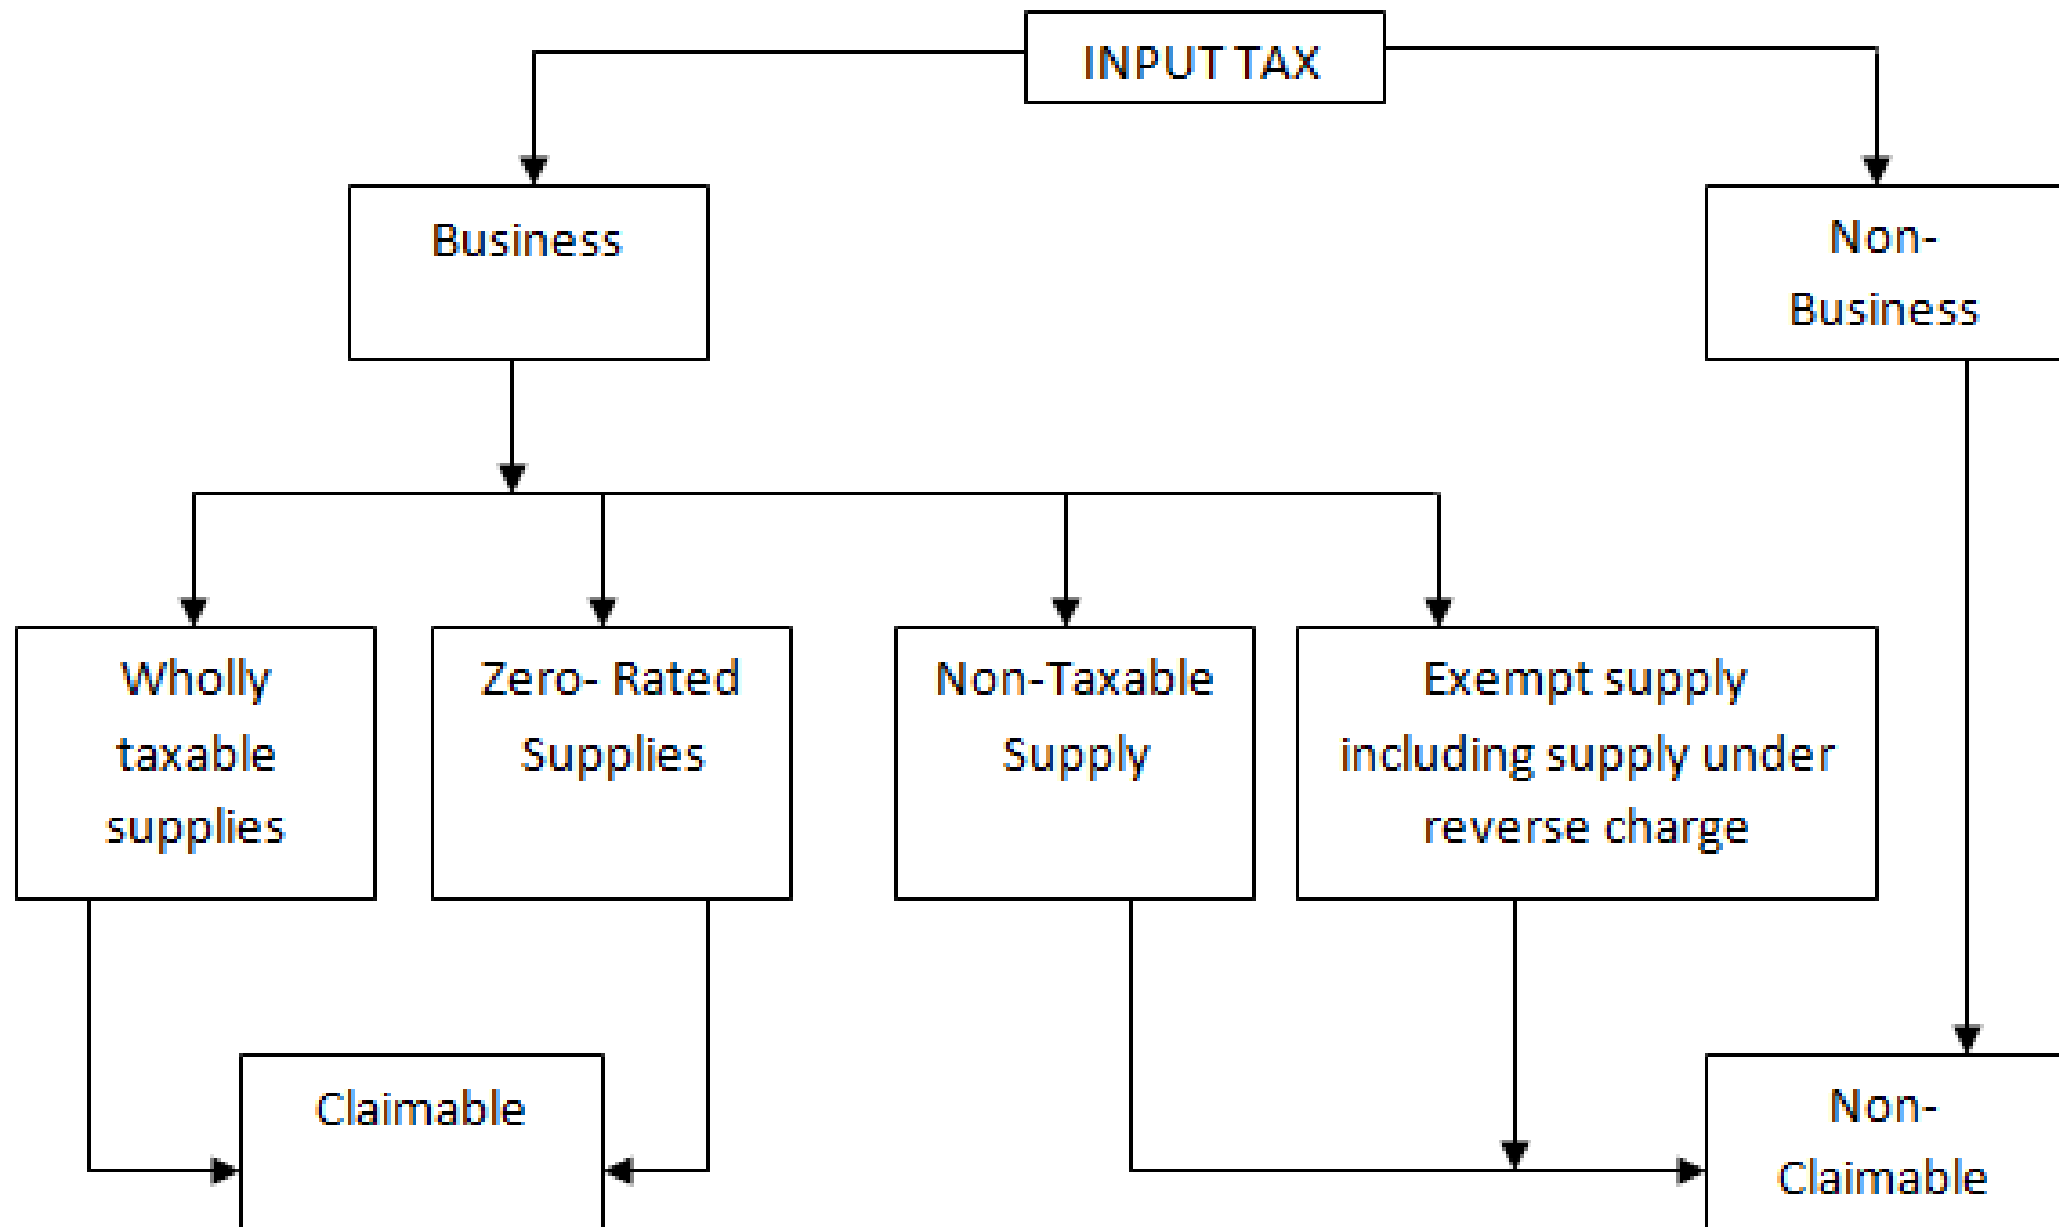 INPUT TAX
Business
Non-
Business
Wholly
taxable
supplies
Zero- Rated
Supplies
Non-Taxable
Supply
Exempt supply
including supply under
reverse charge
Claimable
Non-
Claimable